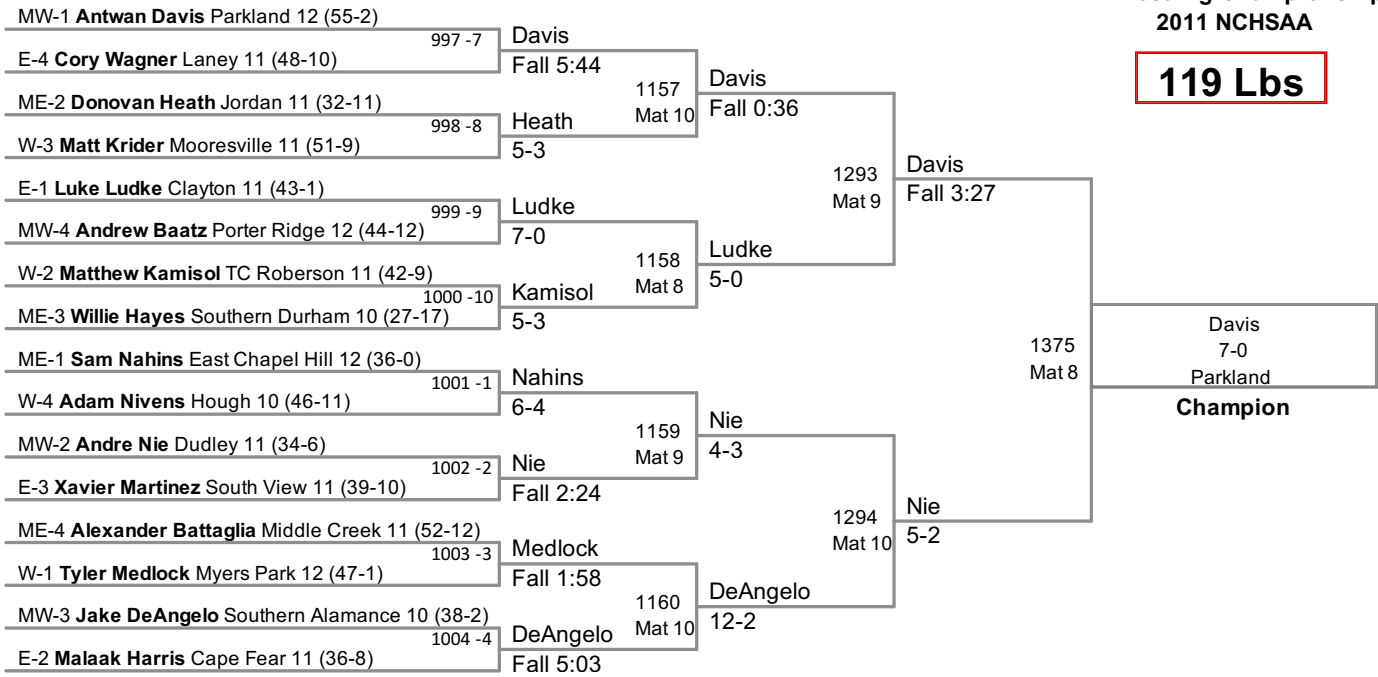 2011 NCHSAA
119 Lbs
MW-1 Antwan Davis Parkland 12 (55-2)
997 -7
E-4 Cory Wagner Laney 11 (48-10)
Davis
Fall 5:44
ME-2 Donovan Heath Jordan 11 (32-11)
998 -8
W-3 Matt Krider Mooresville 11 (51-9)
Heath
5-3
1157
Mat 10
Davis
Fall 0:36
E-1 Luke Ludke Clayton 11 (43-1)
999 -9
MW-4 Andrew Baatz Porter Ridge 12 (44-12)
Ludke
7-0
W-2 Matthew Kamisol TC Roberson 11 (42-9)
1000 -10
ME-3 Willie Hayes Southern Durham 10 (27-17)
Kamisol
5-3
1158
Mat 8
Ludke
5-0
1293
Mat 9
Davis
Fall 3:27
ME-1 Sam Nahins East Chapel Hill 12 (36-0)
1001 -1
W-4 Adam Nivens Hough 10 (46-11)
Nahins
6-4
MW-2 Andre Nie Dudley 11 (34-6)
1002 -2
E-3 Xavier Martinez South View 11 (39-10)
Nie
Fall 2:24
1159
Mat 9
Nie
4-3
ME-4 Alexander Battaglia Middle Creek 11 (52-12)
1003 -3
W-1 Tyler Medlock Myers Park 12 (47-1)
Medlock
Fall 1:58
MW-3 Jake DeAngelo Southern Alamance 10 (38-2)
1004 -4
E-2 Malaak Harris Cape Fear 11 (36-8)
DeAngelo
Fall 5:03
1160
Mat 10
DeAngelo
12-2
1294
Mat 10
Nie
5-2
1375
Mat 8
Davis
7-0
Parkland
Champion